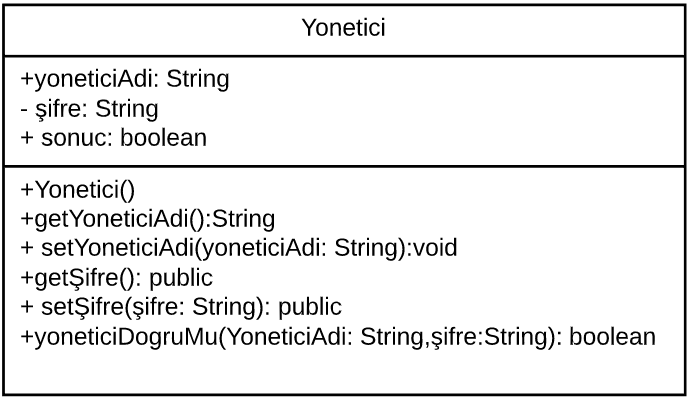 Yonetici
+yoneticiAdi: String
- şifre: String
+ sonuc: boolean
+Yonetici()
+getYoneticiAdi():String
+ setYoneticiAdi(yoneticiAdi: String):void
+getŞifre(): public
+ setŞifre(şifre: String): public
+yoneticiDogruMu(YoneticiAdi: String,şifre:String): boolean